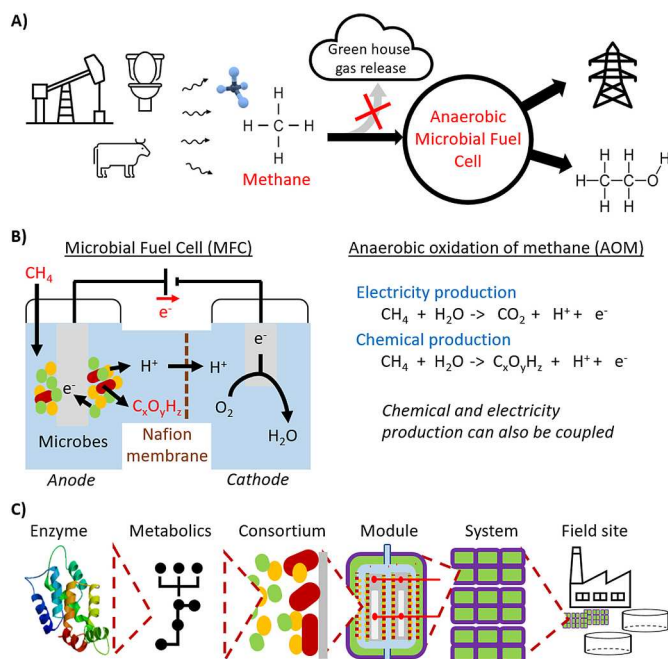 A)
Green house
gas release
H
H C H
H
Methane
Anaerobic
Microbial Fuel
Cell
H H H
H C C O
H H
B)
Microbial Fuel Cell (MFC)
CH4
e-
e-
H+
H+
e-
CxOyHz
O2
H2O
Microbes
Nafion
membrane
Anode
Cathode
Anaerobic oxidation of methane (AOM)
Electricity production
CH4 + H2O -> CO2 + H+ + e-
Chemical production
CH4 + H2O -> CxOyHz + H+ + e-
Chemical and electricity
production can also be coupled
C)
Enzyme Metabolics Consortium Module System Field site